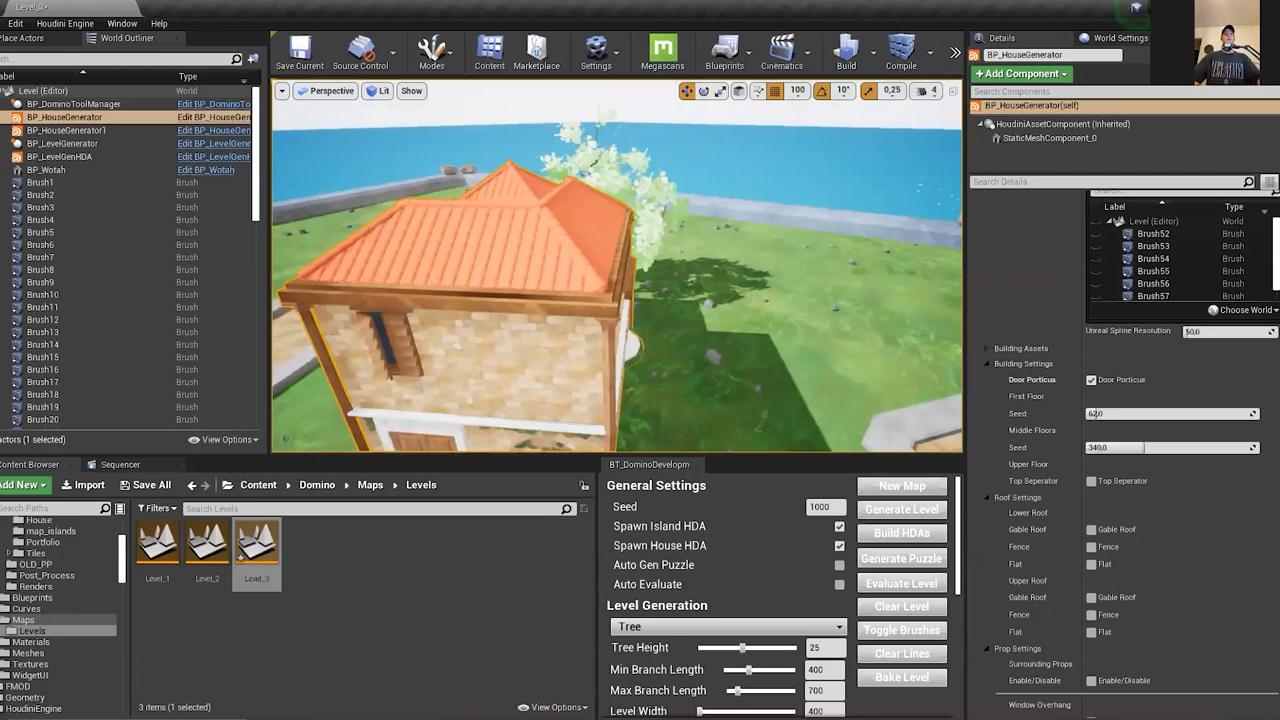 Level_3*
Edit Houdini Engine Window Help
Place Actors World Outliner
Label Type
Level (Editor) World
BP_DominoToolManager Edit BP_DominoTo
BP_HouseGenerator Edit BP_HouseGen
BP_HouseGenerator1 Edit BP_HouseGen
BP_LevelGenerator Edit BP_LevelGene
BP_LevelGenHDA Edit BP_LevelGenH
BP_Wotah Edit BP_Wotah
Brush1 Brush
Brush2 Brush
Brush3 Brush
Brush4 Brush
Brush5 Brush
Brush6 Brush
Brush7 Brush
Brush8 Brush
Brush9 Brush
Brush10 Brush
Brush11 Brush
Brush12 Brush
Brush13 Brush
Brush14 Brush
Brush15 Brush
Brush16 Brush
Brush17 Brush
Brush18 Brush
Brush19 Brush
Brush20 Brush
actors (1 selected) View Options
Save Current Source Control Modes Content Marketplace Settings Megascans Blueprints Cinematics Build Compile
Perspective Lit Show 100 10° 0,25 4
Content Browser Sequencer
Add New Import Save All Content Domino Maps Levels
Search Paths Filters Search Levels
House
map_islands
Portfolio
Tiles
OLD_PP
Post_Process
Renders
Blueprints
Curves
Maps
Levels
Materials
Meshes
Textures
WidgetUI
FMOD
Geometry
HoudiniEngine
Level_1 Level_2 Level_3
3 items (1 selected) View Options
BT_DominoDevelopm
General Settings
Seed 1000
Spawn Island HDA
Spawn House HDA
Auto Gen Puzzle
Auto Evaluate
Level Generation
Tree
Tree Height 25
Min Branch Length 400
Max Branch Length 700
Level Width 400
New Map
Generate Level
Build HDAs
Generate Puzzle
Evaluate Level
Clear Level
Toggle Brushes
Clear Lines
Bake Level
Details World Settings
BP_HouseGenerator
Add Component
Search Components
BP_HouseGenerator(self)
HoudiniAssetComponent (Inherited)
StaticMeshComponent_0
Search Details
Label Type
Level (Editor) World
Brush52 Brush
Brush53 Brush
Brush54 Brush
Brush55 Brush
Brush56 Brush
Brush57 Brush
Choose World
Unreal Spline Resolution 50,0
Building Assets
Building Settings
Door Porticus Door Porticus
First Floor
Seed 62,0
Middle Floors
Seed 340,0
Upper Floor
Top Seperator Top Seperator
Roof Settings
Lower Roof
Gable Roof Gable Roof
Fence Fence
Flat Flat
Upper Roof
Gable Roof Gable Roof
Fence Fence
Flat Flat
Prop Settings
Surrounding Props
Enable/Disable Enable/Disable
Window Overhang